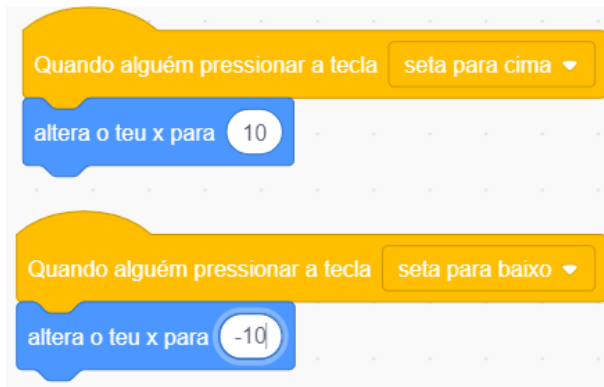 Quando alguém pressionar a tecla seta para cima
altera o teu x para 10
Quando alguém pressionar a tecla seta para baixo
altera o teu x para -10